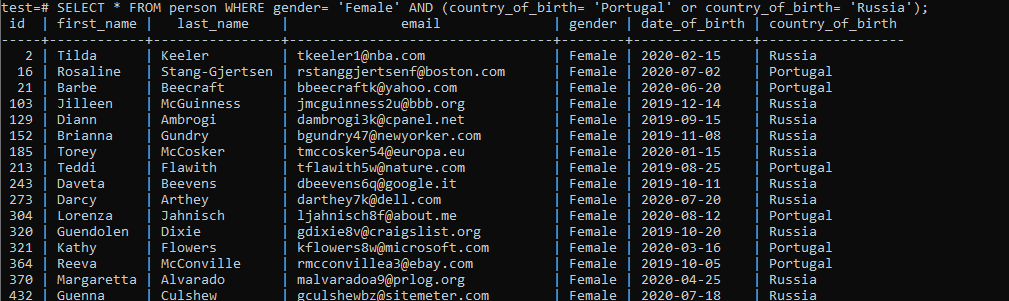 test=# SELECT * FROM person WHERE gender= 'Female' AND (country_of_birth= 'Portugal' or country_of_birth= 'Russia');
id | first_name | last_name | email | gender | date_of_birth | country_of_birth
-----+------------+----------------+---------------------------------+--------+---------------+------------------
2 | Tilda | Keeler | tkeeler1@nba.com | Female | 2020-02-15 | Russia
16 | Rosaline | Stang-Gjertsen | rstanggjertsenf@boston.com | Female | 2020-07-02 | Portugal
21 | Barbe | Beecraft | bbeecraftk@yahoo.com | Female | 2020-06-20 | Portugal
103 | Jilleen | McGuinness | jmcguinness2u@bbb.org | Female | 2019-12-14 | Russia
129 | Diann | Ambrogi | dambrogi3k@cpanel.net | Female | 2019-09-15 | Russia
152 | Brianna | Gundry | bgundry47@newyorker.com | Female | 2019-11-08 | Russia
185 | Torey | McCosker | tmccosker54@europa.eu | Female | 2020-01-15 | Russia
213 | Teddi | Flawith | tflawith5w@nature.com | Female | 2019-08-25 | Portugal
243 | Daveta | Beevens | dbeevens6q@google.it | Female | 2019-10-11 | Russia
273 | Darcy | Arthey | darthey7k@dell.com | Female | 2020-07-20 | Russia
304 | Lorenza | Jahnisch | ljahnisch8f@about.me | Female | 2020-08-12 | Portugal
320 | Guendolen | Dixie | gdixie8v@craigslist.org | Female | 2019-10-20 | Russia
321 | Kathy | Flowers | kflowers8w@microsoft.com | Female | 2020-03-16 | Portugal
364 | Reeva | McConville | rmcconvillea3@ebay.com | Female | 2019-10-05 | Portugal
370 | Margaretta | Alvarado | malvaradoa9@prlog.org | Female | 2020-04-25 | Russia
432 | Guenna | Culshew | gculshewbz@sitemeter.com | Female | 2020-07-18 | Russia